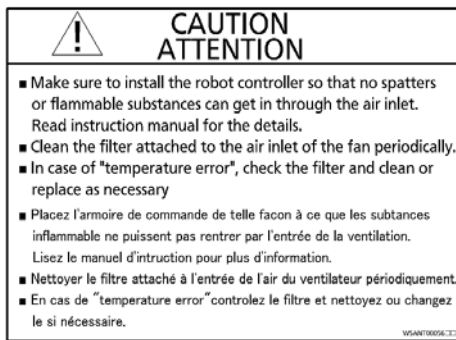 CAUTION
ATTENTION
■ Make sure to install the robot controller so that no spatters
or flammable substances can get in through the air inlet.
Read instruction manual for the details.
■ Clean the filter attached to the air inlet of the fan periodically.
■ In case of "temperature error", check the filter and clean or
replace as necessary
■ Placez l'armoire de commande de telle facon à ce que les subtances
inflammable ne puissent pas rentrer par l'entrée de la ventilation.
Lisez le manuel d'intruction pour plus d'information.
■ Nettoyer le filtre attaché à l'entrée de l'air du ventilateur périodiquement.
■ En cas de "temperature error"controlez le filtre et nettoyez ou changez
le si nécessaire.
WSANT00056□□